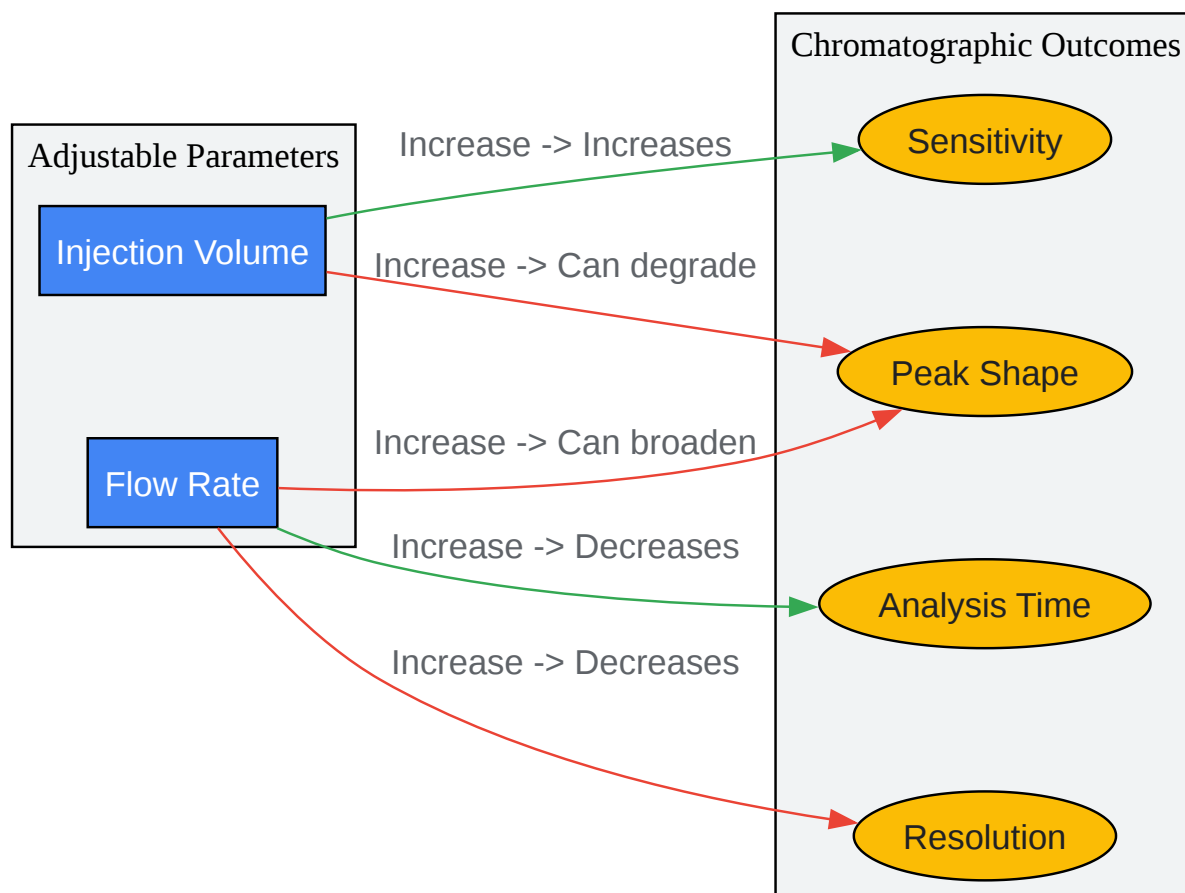 Chromatographic Outcomes
Adjustable Parameters
Increase -> Increases
Sensitivity
Injection Volume
Increase -> Can degrade
Peak Shape
Increase -> Can broaden
Flow Rate
Increase -> Decreases
Analysis Time
Increase -> Decreases
Resolution